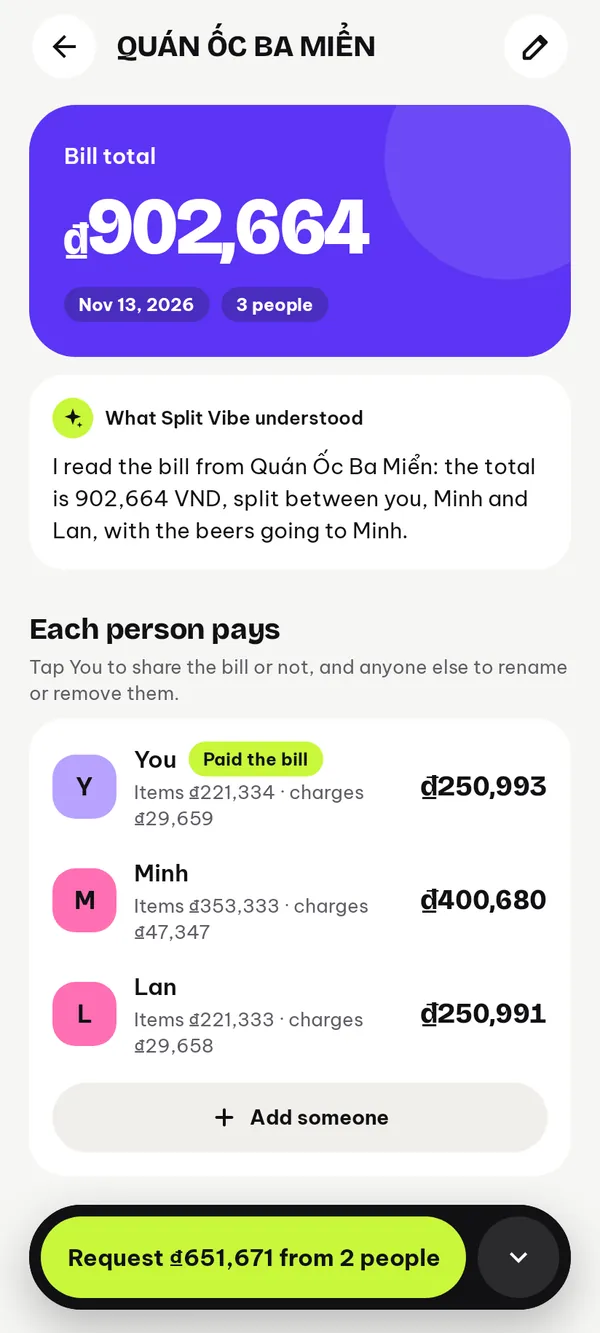 QUÁN ỐC BA MIỂN
Bill total
₫902,664
Nov 13, 2026
3 people
What Split Vibe understood
I read the bill from Quán Ốc Ba Miển: the total
is 902,664 VND, split between you, Minh and
Lan, with the beers going to Minh.
Each person pays
Tap You to share the bill or not, and anyone else to rename
or remove them.
Y
You
Paid the bill
Items ₫221,334 · charges
₫29,659
₫250,993
M
Minh
Items ₫353,333 · charges
₫47,347
₫400,680
L
Lan
Items ₫221,333 · charges
₫29,658
₫250,991
+ Add someone
Request ₫651,671 from 2 people